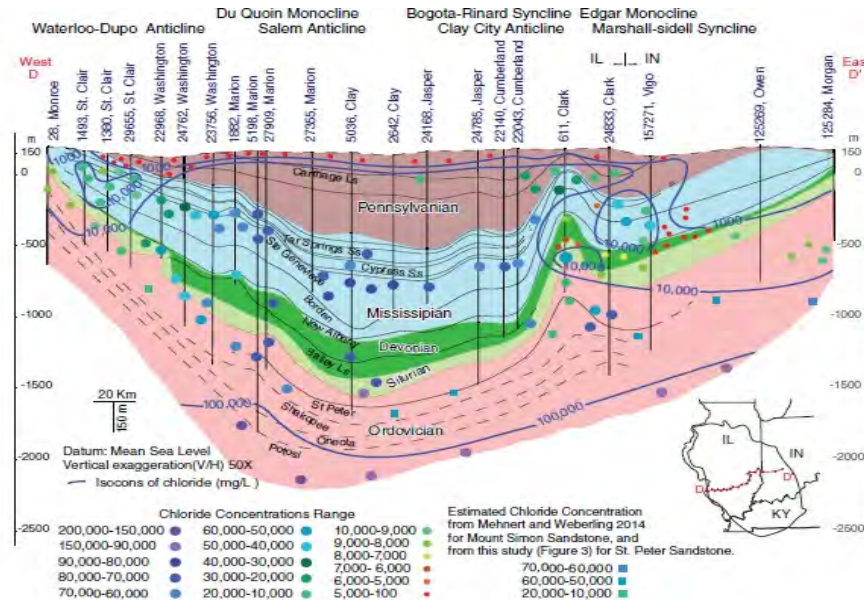 Du Quoin Monocline Bogota-Rinard Syncline Edgar Monocline
Waterloo-Dupo Anticline Salem Anticline Clay City Anticline Marshall-sidell Syncline
West
D
East
D'
IL IN
28, Monroe
1493, St. Clair
1380, St. Clair
29655, St. Clair
22968, Washington
24762, Washington
23756, Washington
1882, Marion
5198, Marion
27909, Marion
27355, Marion
5036, Clay
2642, Clay
24168, Jasper
24785, Jasper
22140, Cumberland
22043, Cumberland
611, Clark
24833, Clark
157271, Vigo
125269, Owen
125284, Morgan
m
150
0
-500
-1000
-1500
-2000
-2500
m
150
0
-500
-1000
-1500
-2000
-2500
1000
10,000
1000
10,000
Carthage Ls
Pennsylvanian
Tar Springs Ss
Ste Genevieve
Cypress Ss
Mississipian
Borden
New Albany
Devonian
Bailey Ls
Silurian
St Peter
Shakopee
Oneota
Ordovician
Potosi
10,000
10,000
1000
10,000
100,000
100,000
20 Km
150 m
Datum: Mean Sea Level
Vertical exaggeration(V/H) 50X
Isocons of chloride (mg/L )
IL
IN
KY
D
D'
Chloride Concentrations Range
200,000-150,000
150,000-90,000
90,000-80,000
80,000-70,000
70,000-60,000
60,000-50,000
50,000-40,000
40,000-30,000
30,000-20,000
20,000-10,000
10,000-9,000
9,000-8,000
8,000-7,000
7,000- 6,000
6,000-5,000
5,000-100
Estimated Chloride Concentration
from Mehnert and Weberling 2014
for Mount Simon Sandstone, and
from this study (Figure 3) for St. Peter Sandstone.
70,000-60,000
60,000-50,000
20,000-10,000